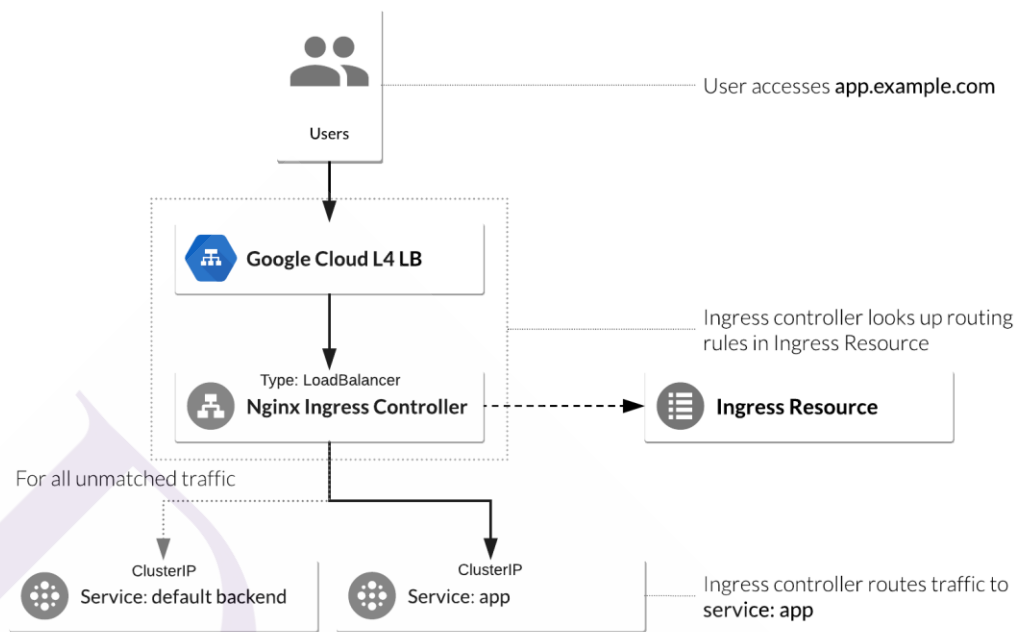 User accesses app.example.com
Users
Google Cloud L4 LB
Ingress controller looks up routing
rules in Ingress Resource
Type: LoadBalancer
Nginx Ingress Controller
Ingress Resource
For all unmatched traffic
ClusterIP
Service: default backend
ClusterIP
Service: app
Ingress controller routes traffic to
service: app